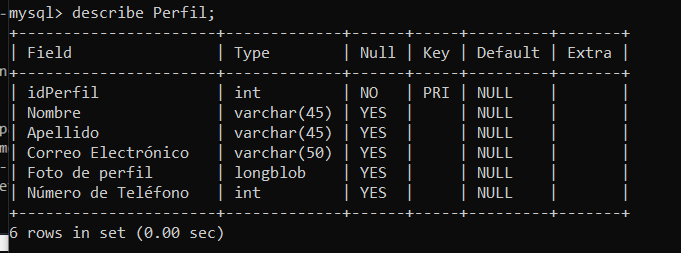 mysql> describe Perfil;
+----------------------+-------------+------+-----+---------+-------+
| Field                | Type        | Null | Key | Default | Extra |
+----------------------+-------------+------+-----+---------+-------+
| idPerfil             | int         | NO   | PRI | NULL    |       |
| Nombre               | varchar(45) | YES  |     | NULL    |       |
| Apellido             | varchar(45) | YES  |     | NULL    |       |
| Correo Electrónico   | varchar(50) | YES  |     | NULL    |       |
| Foto de perfil       | longblob    | YES  |     | NULL    |       |
| Número de Teléfono   | int         | YES  |     | NULL    |       |
+----------------------+-------------+------+-----+---------+-------+
6 rows in set (0.00 sec)